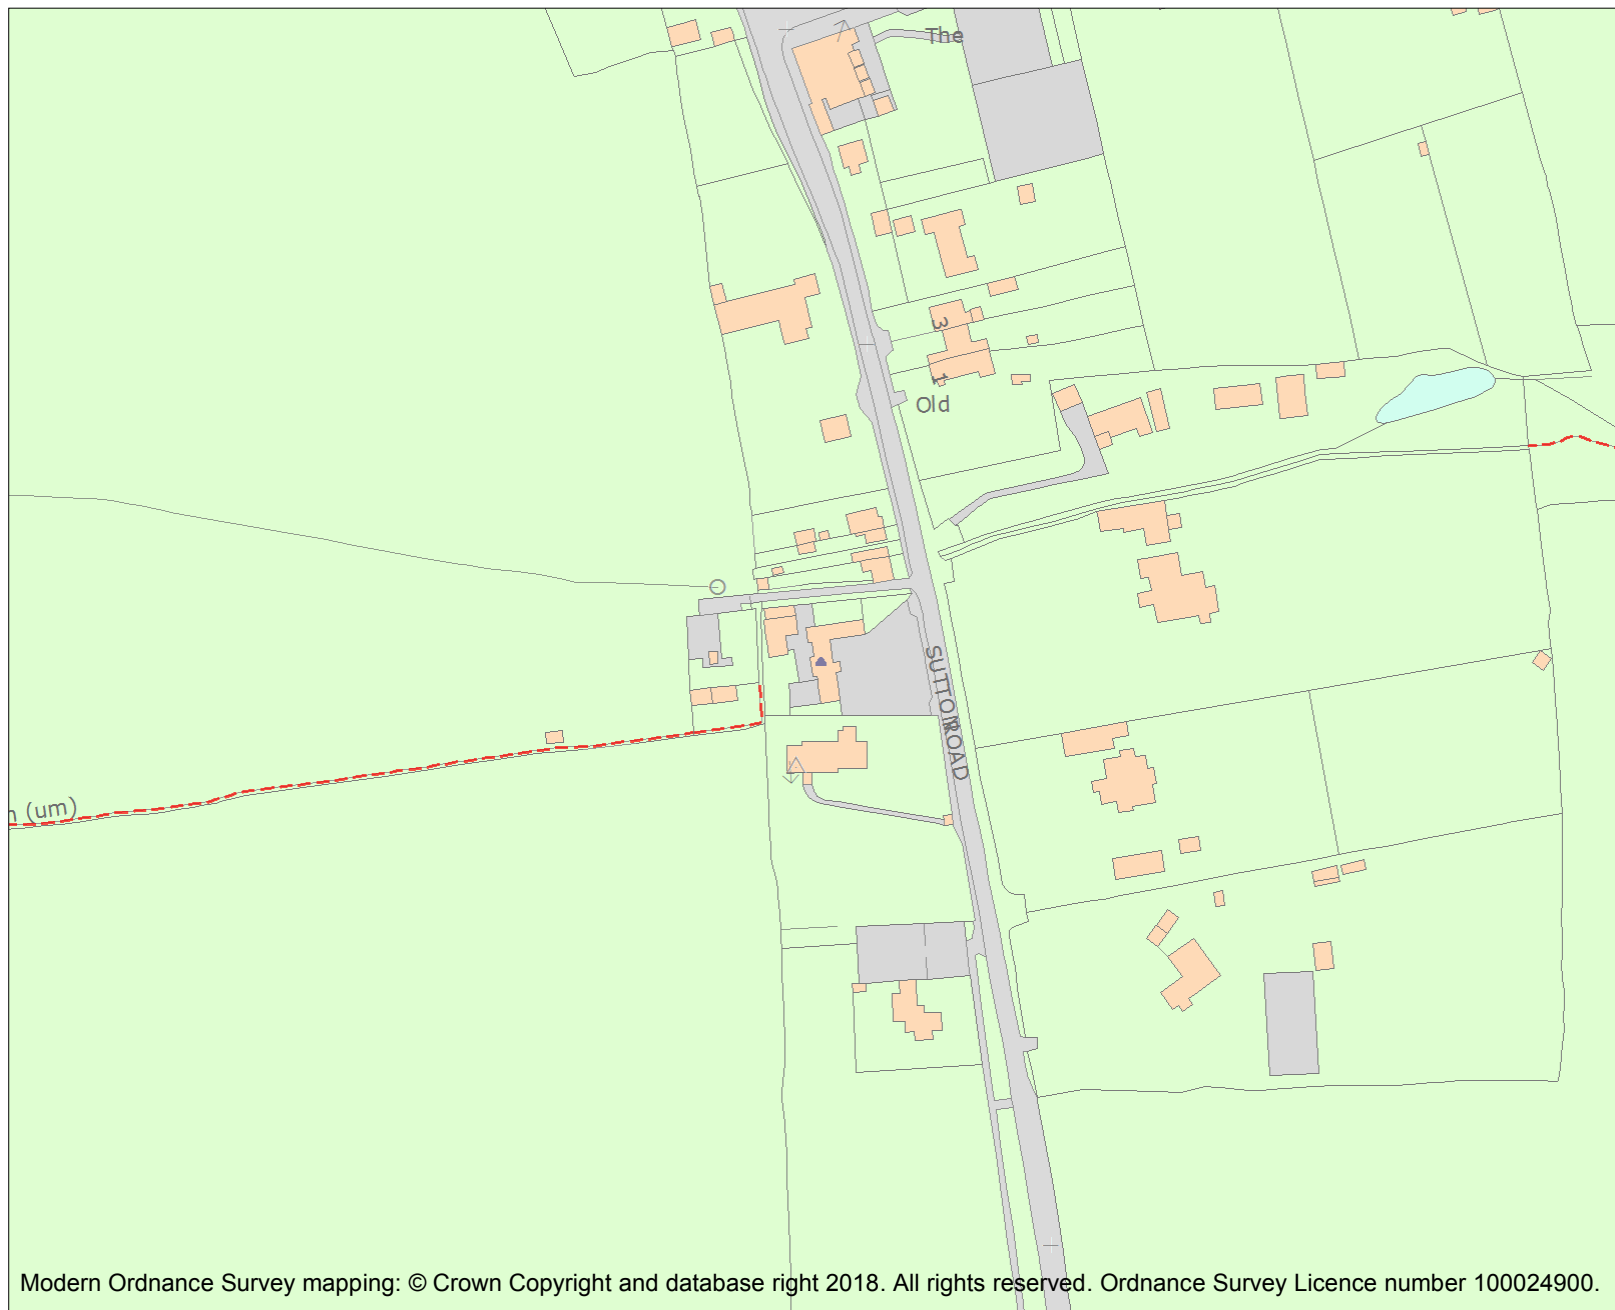 The
3
1
Old
SUTTON ROAD
(um)
Modern Ordnance Survey mapping: © Crown Copyright and database right 2018. All rights reserved. Ordnance Survey Licence number 100024900.